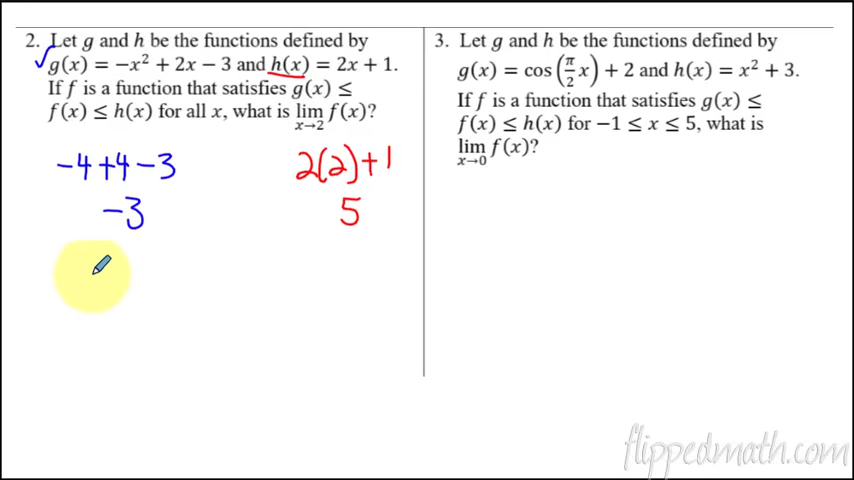 2. Let g and h be the functions defined by
g(x) = −x² + 2x − 3 and h(x) = 2x + 1.
If f is a function that satisfies g(x) ≤
f(x) ≤ h(x) for all x, what is lim f(x)?
x→2
-4+4-3
-3
2(2)+1
5
3. Let g and h be the functions defined by
g(x) = cos(π/2 x) + 2 and h(x) = x² + 3.
If f is a function that satisfies g(x) ≤
f(x) ≤ h(x) for −1 ≤ x ≤ 5, what is
lim f(x)?
x→0
flippedmath.com